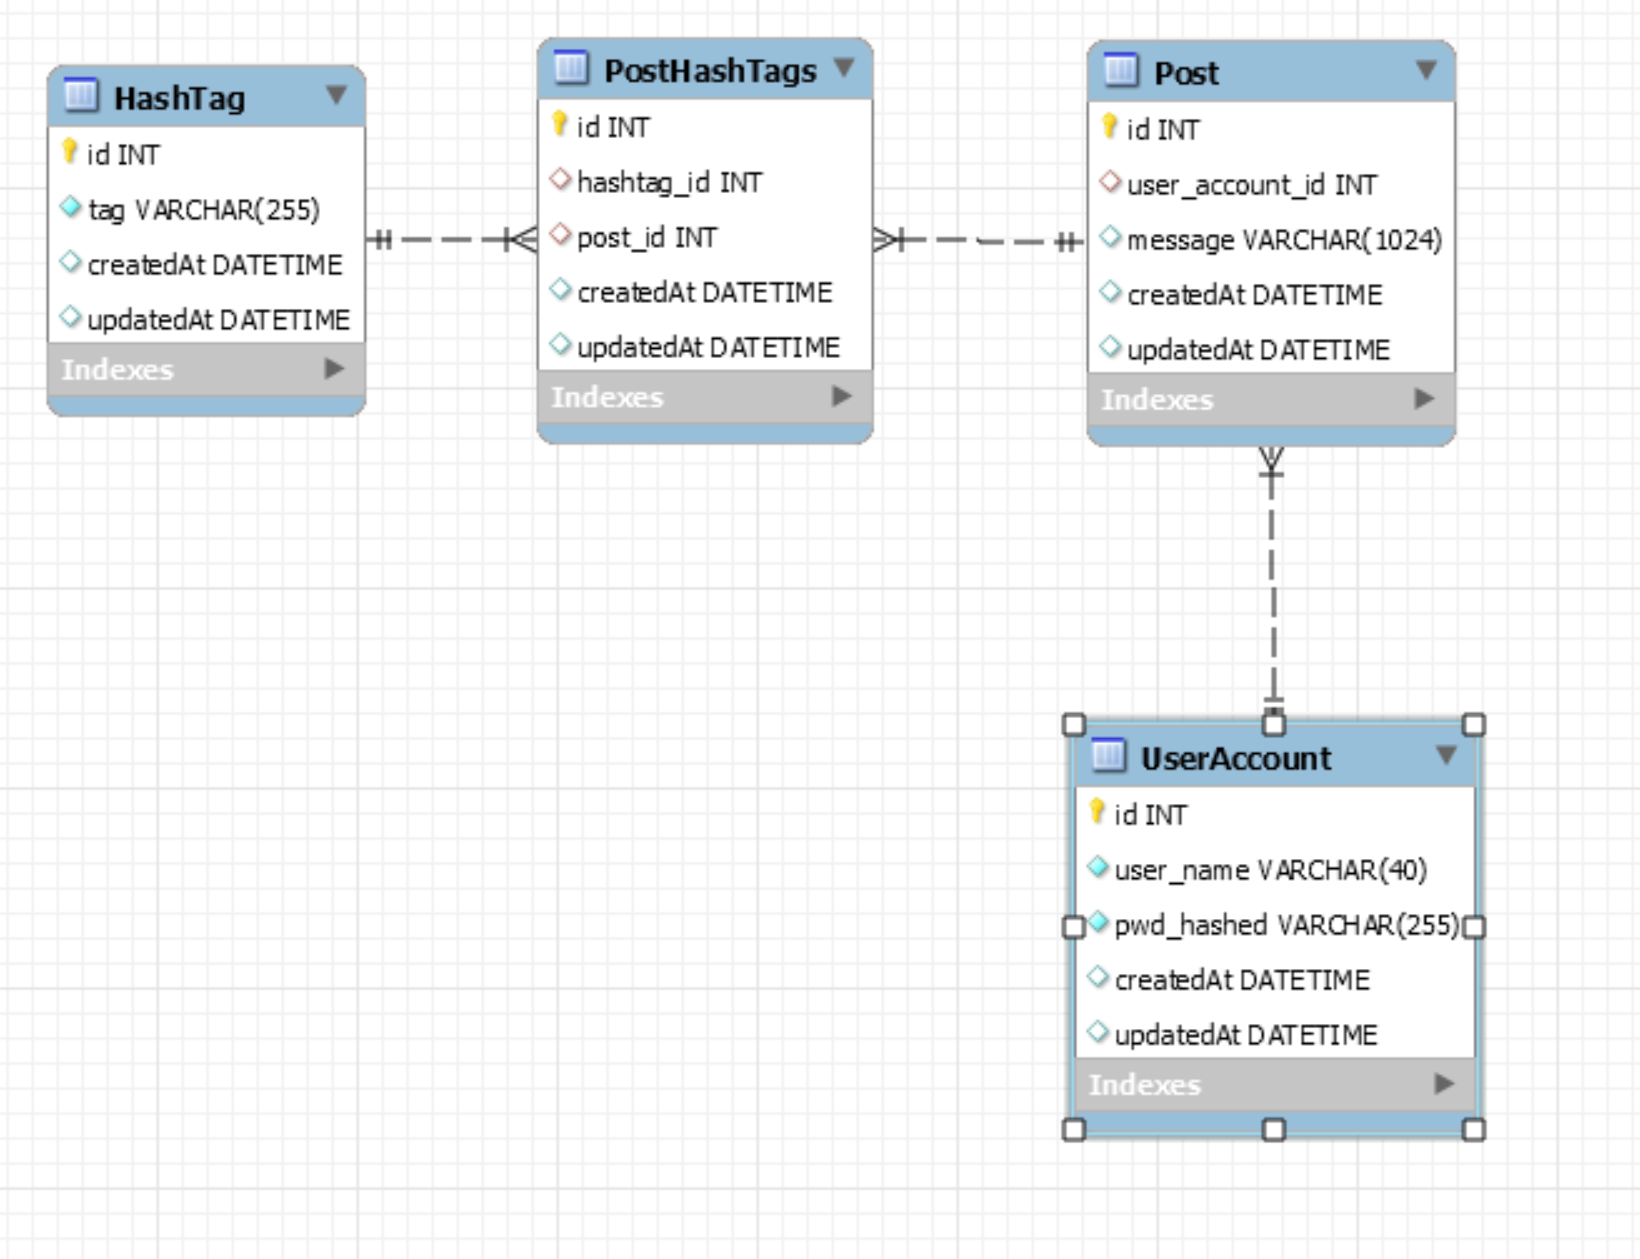 HashTag
id INT
tag VARCHAR(255)
createdAt DATETIME
updatedAt DATETIME
Indexes
PostHashTags
id INT
hashtag_id INT
post_id INT
createdAt DATETIME
updatedAt DATETIME
Indexes
Post
id INT
user_account_id INT
message VARCHAR(1024)
createdAt DATETIME
updatedAt DATETIME
Indexes
UserAccount
id INT
user_name VARCHAR(40)
pwd_hashed VARCHAR(255)
createdAt DATETIME
updatedAt DATETIME
Indexes